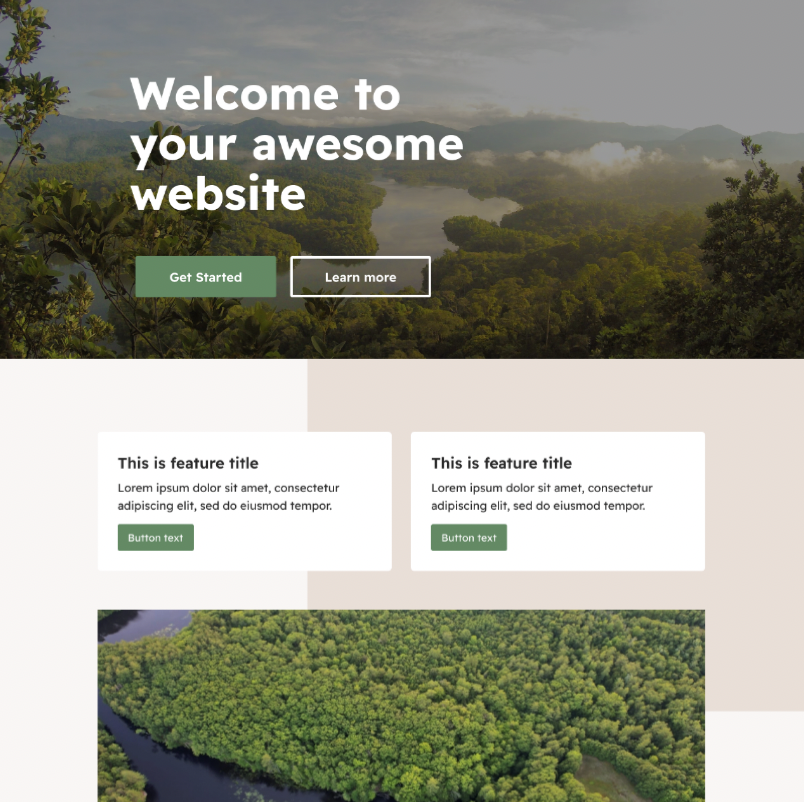 Welcome to
your awesome
website
Get Started
Learn more
This is feature title
Lorem ipsum dolor sit amet, consectetur
adipiscing elit, sed do eiusmod tempor.
Button text
This is feature title
Lorem ipsum dolor sit amet, consectetur
adipiscing elit, sed do eiusmod tempor.
Button text